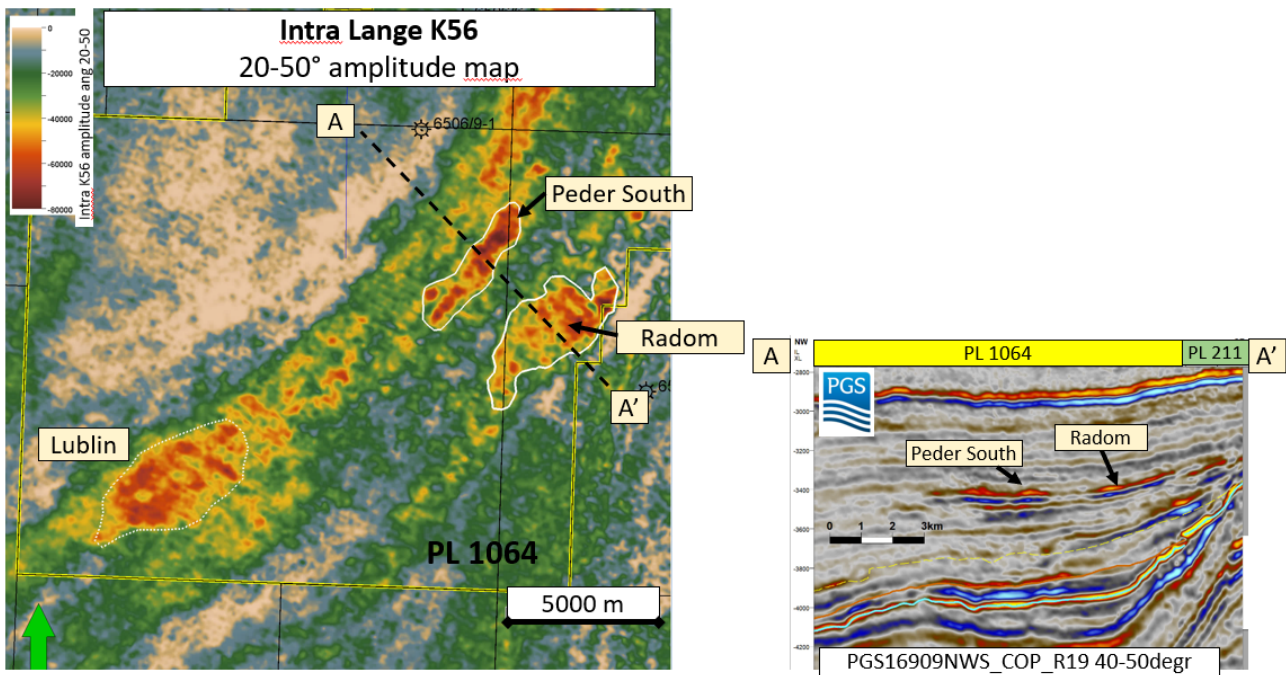 Intra Lange K56
20-50° amplitude map
Intra K56 amplitude ang 20-50
0
-20000
-40000
-60000
-80000
A
6506/9-1
Peder South
Radom
A'
Lublin
PL 1064
5000 m
A
NW
PL 1064
PL 211
A'
PGS
-2800
-3000
-3200
-3400
-3600
-3800
-4000
-4200
Peder South
Radom
0 1 2 3km
PGS16909NWS_COP_R19 40-50degr